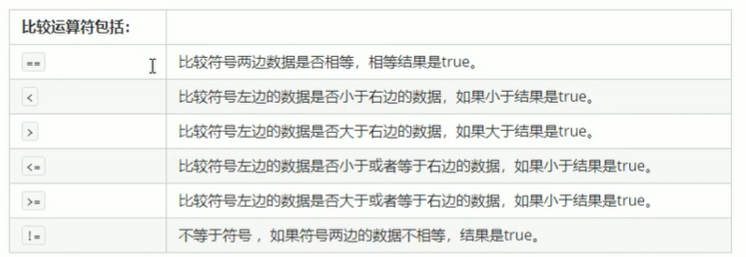 比较运算符包括：
== 比较符号两边数据是否相等，相等结果是true。
< 比较符号左边的数据是否小于右边的数据，如果小于结果是true。
> 比较符号左边的数据是否大于右边的数据，如果大于结果是true。
<= 比较符号左边的数据是否小于或者等于右边的数据，如果小于结果是true。
>= 比较符号左边的数据是否大于或者等于右边的数据，如果小于结果是true。
!= 不等于符号 ，如果符号两边的数据不相等，结果是true。